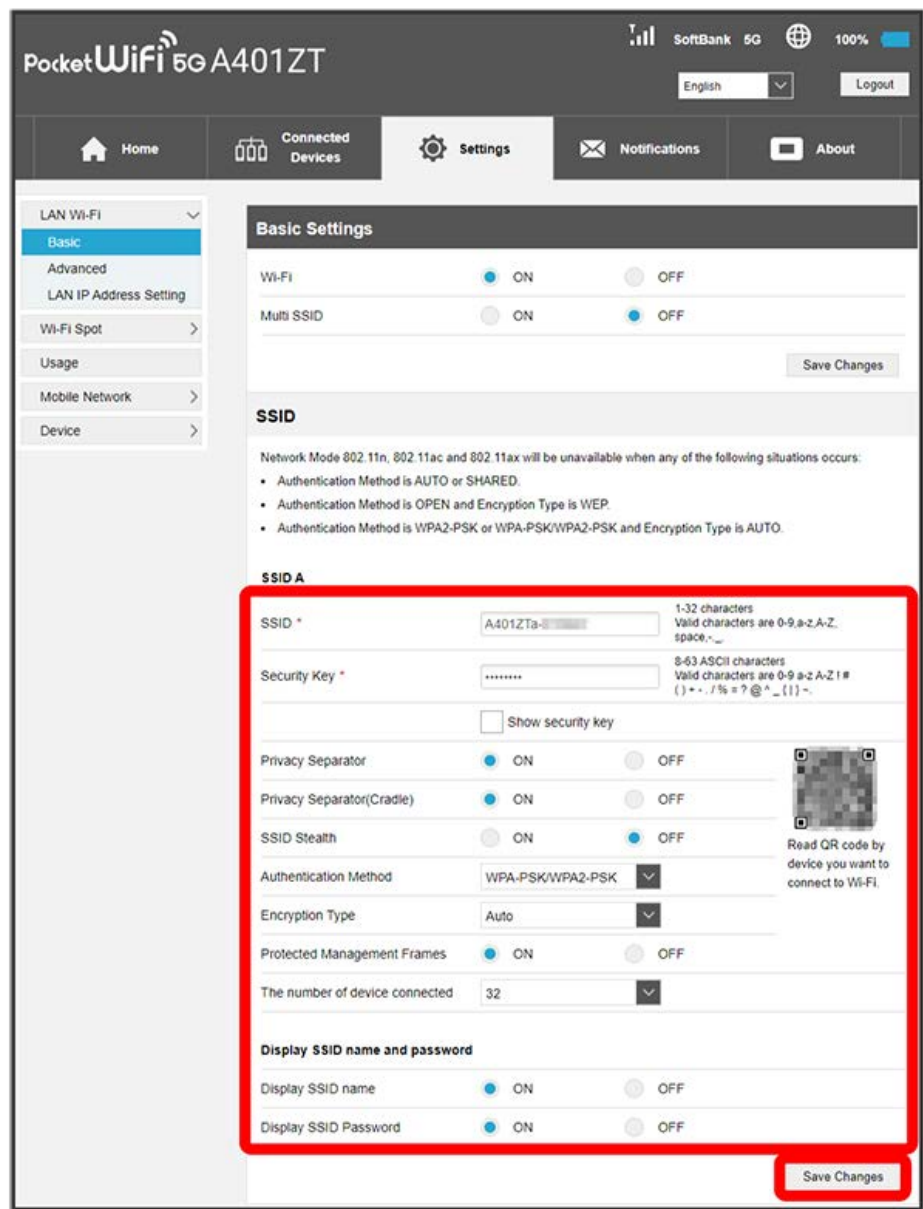 PocketWiFi 5G A401ZT
SoftBank 5G 100%
English
Logout
Home
Connected Devices
Settings
Notifications
About
LAN Wi-Fi
Basic
Advanced
LAN IP Address Setting
Wi-Fi Spot
Usage
Mobile Network
Device
Basic Settings
Wi-Fi ON OFF
Multi SSID ON OFF
Save Changes
SSID
Network Mode 802.11n, 802.11ac and 802.11ax will be unavailable when any of the following situations occurs:
• Authentication Method is AUTO or SHARED.
• Authentication Method is OPEN and Encryption Type is WEP.
• Authentication Method is WPA2-PSK or WPA-PSK/WPA2-PSK and Encryption Type is AUTO.
SSID A
SSID * A401ZTa-
1-32 characters
Valid characters are 0-9,a-z,A-Z,
space,-._.
Security Key * ••••••••
8-63 ASCII characters
Valid characters are 0-9 a-z A-Z ! #
( ) + - . / % = ? @ ^ _ { | } ~.
Show security key
Privacy Separator ON OFF
Privacy Separator(Cradle) ON OFF
SSID Stealth ON OFF
Read QR code by
device you want to
connect to Wi-Fi.
Authentication Method WPA-PSK/WPA2-PSK
Encryption Type Auto
Protected Management Frames ON OFF
The number of device connected 32
Display SSID name and password
Display SSID name ON OFF
Display SSID Password ON OFF
Save Changes